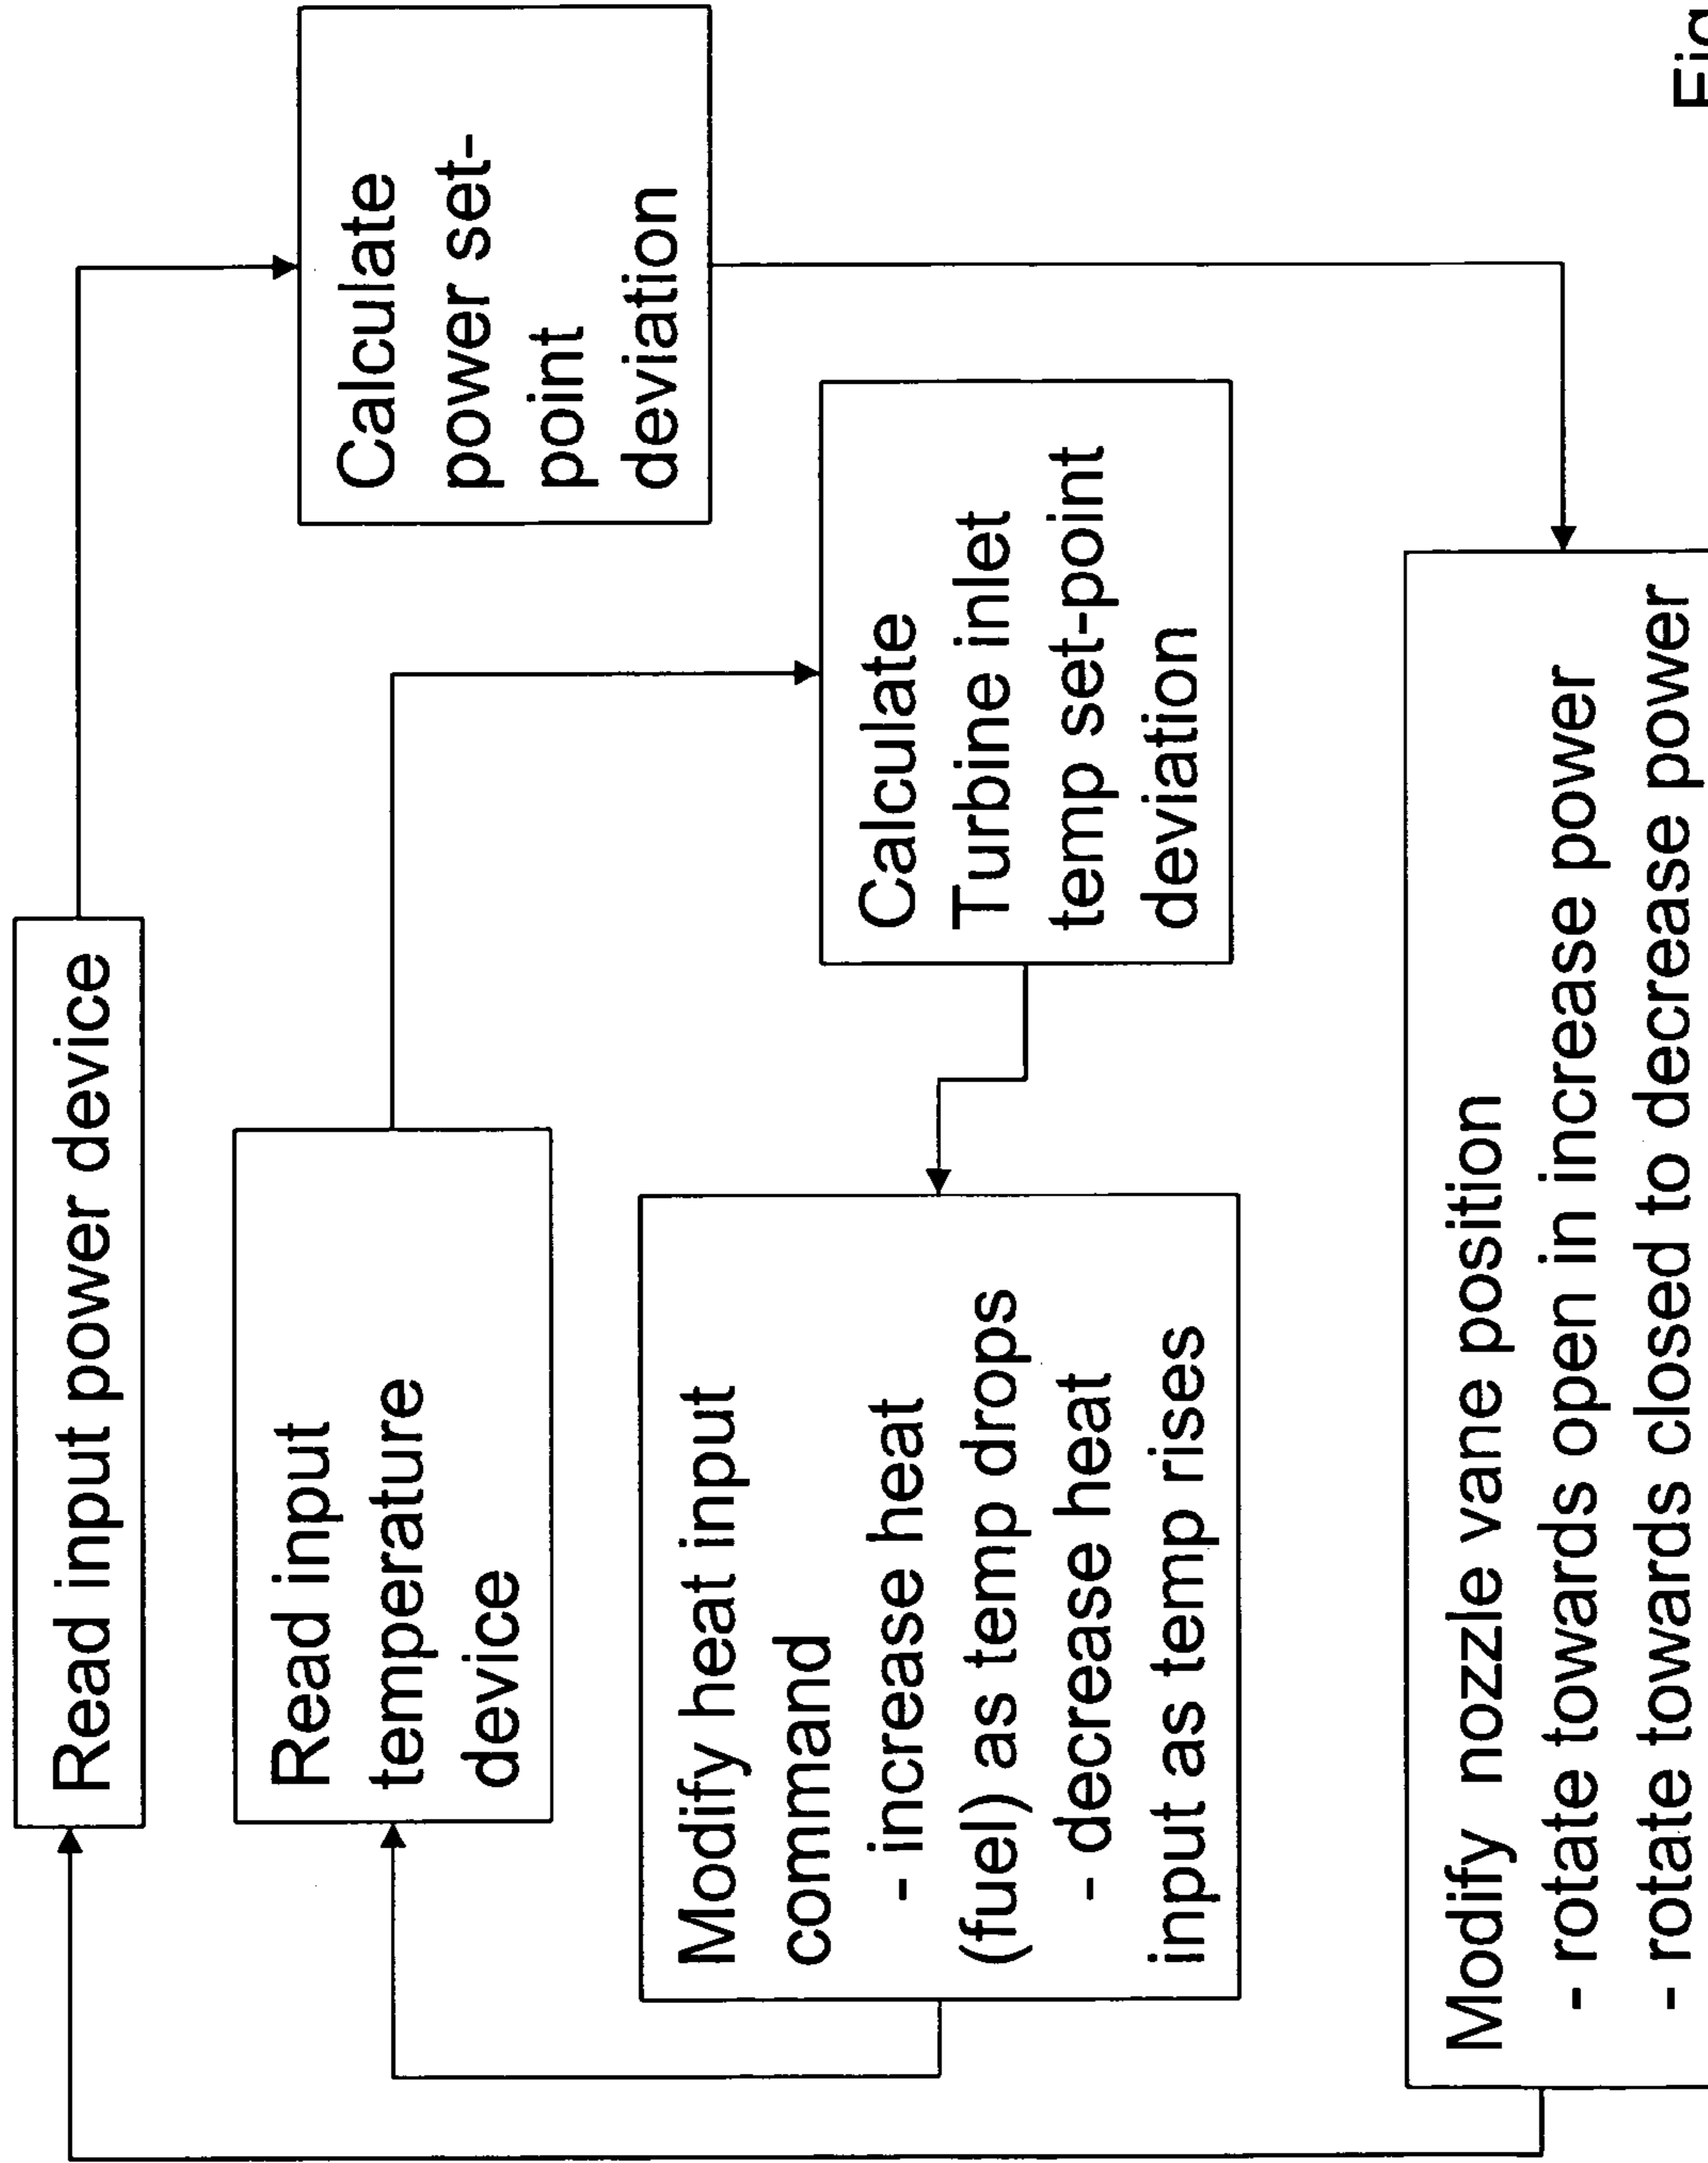 Read input power device
Calculate
power set-
point
deviation
Read input
temperature
device
Calculate
Turbine inlet
temp set-point
deviation
Modify heat input
command
- increase heat
(fuel) as temp drops
- decrease heat
input as temp rises
Modify nozzle vane position
- rotate towards open in increase power
- rotate towards closed to decrease power